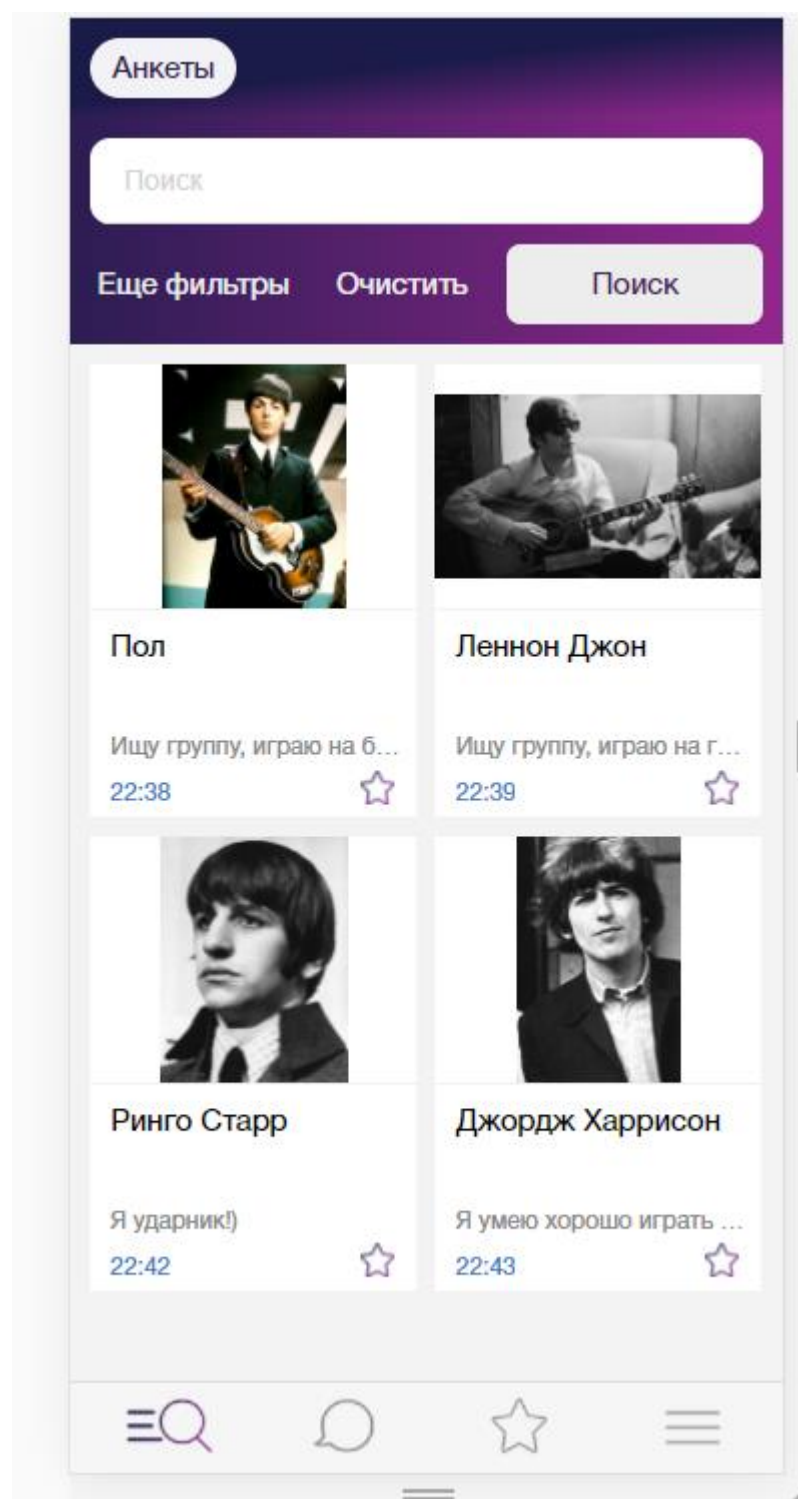 Анкеты
Поиск
Еще фильтры Очистить Поиск
Пол
Ищу группу, играю на б...
22:38
Леннон Джон
Ищу группу, играю на г...
22:39
Ринго Старр
Я ударник!)
22:42
Джордж Харрисон
Я умею хорошо играть ...
22:43